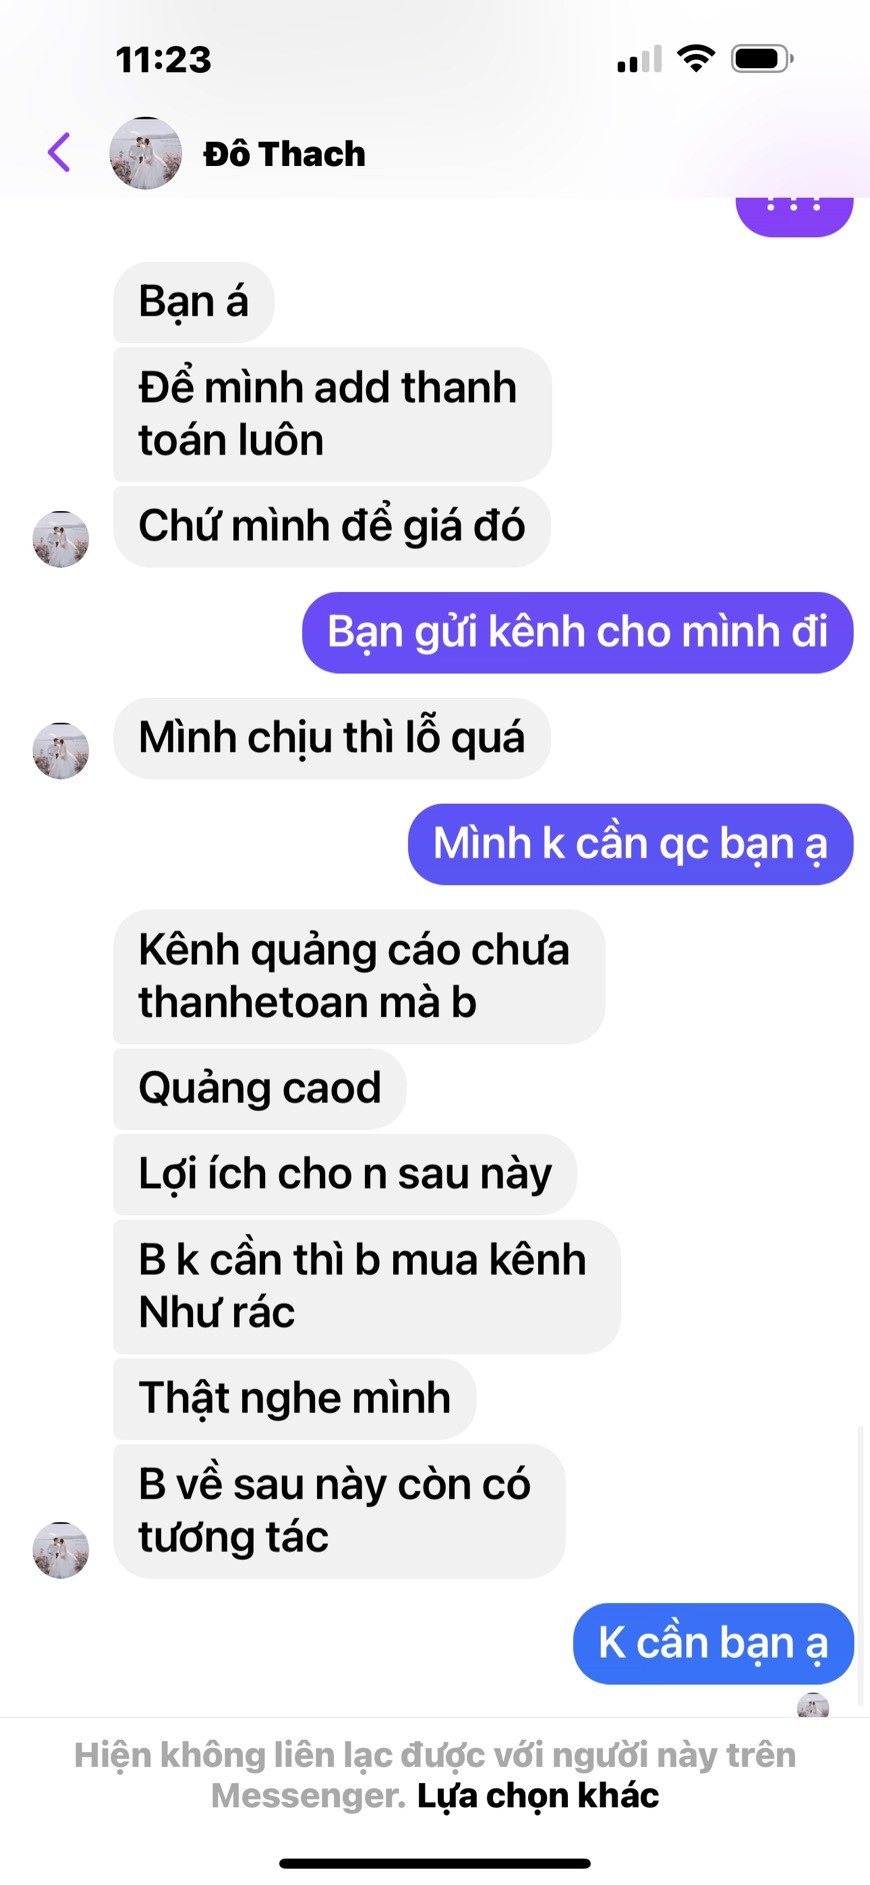 11:23
Đô Thach
Bạn á
Để mình add thanh
toán luôn
Chứ mình để giá đó
Bạn gửi kênh cho mình đi
Mình chịu thì lỗ quá
Mình k cần qc bạn ạ
Kênh quảng cáo chưa
thanhetoan mà b
Quảng caod
Lợi ích cho n sau này
B k cần thì b mua kênh
Như rác
Thật nghe mình
B về sau này còn có
tương tác
K cần bạn ạ
Hiện không liên lạc được với người này trên
Messenger. Lựa chọn khác